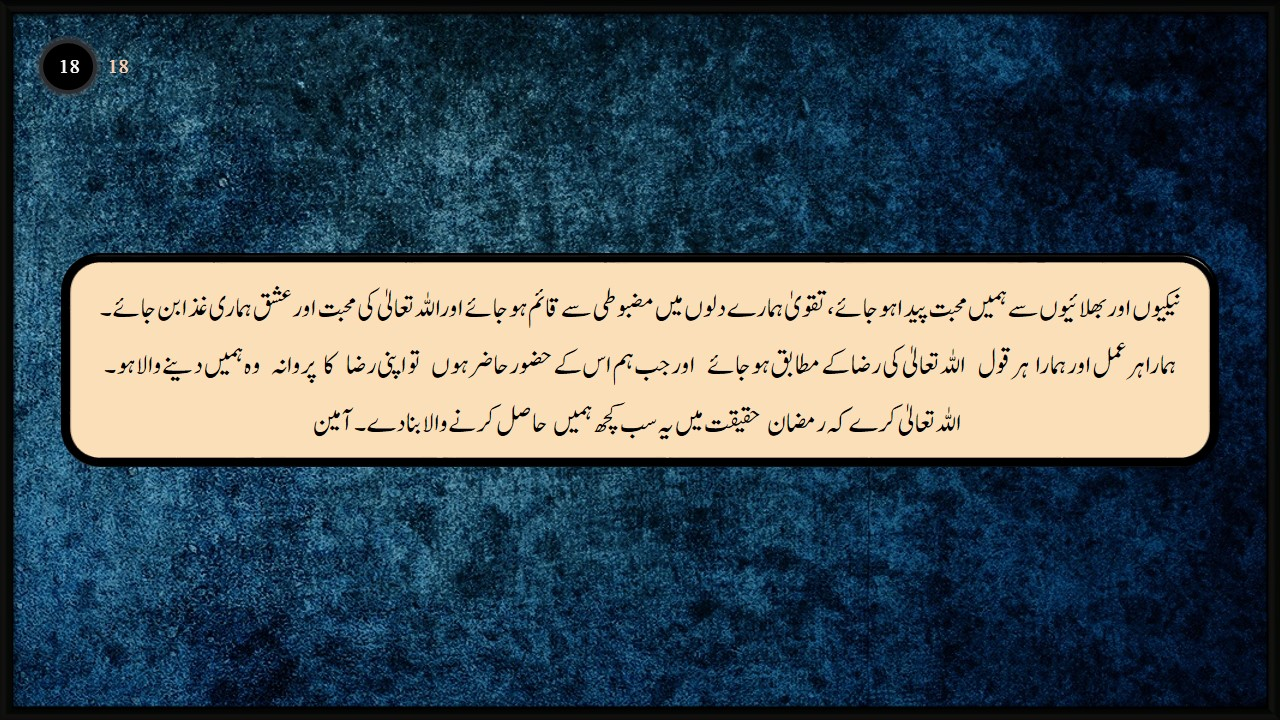 18 18
نیکیوں اور بھلائیوں سے ہمیں محبت پیدا ہو جائے، تقویٰ ہمارے دلوں میں مضبوطی سے قائم ہو جائے اور اللہ تعالیٰ کی محبت اور عشق ہماری غذا بن جائے۔
ہمارا ہر عمل اور ہمارا ہر قول اللہ تعالیٰ کی رضا کے مطابق ہو جائے اور جب ہم اس کے حضور حاضر ہوں تو اپنی رضا کا پروانہ وہ ہمیں دینے والا ہو۔
اللہ تعالیٰ کرے کہ رمضان حقیقت میں یہ سب کچھ ہمیں حاصل کرنے والا بنا دے۔ آمین